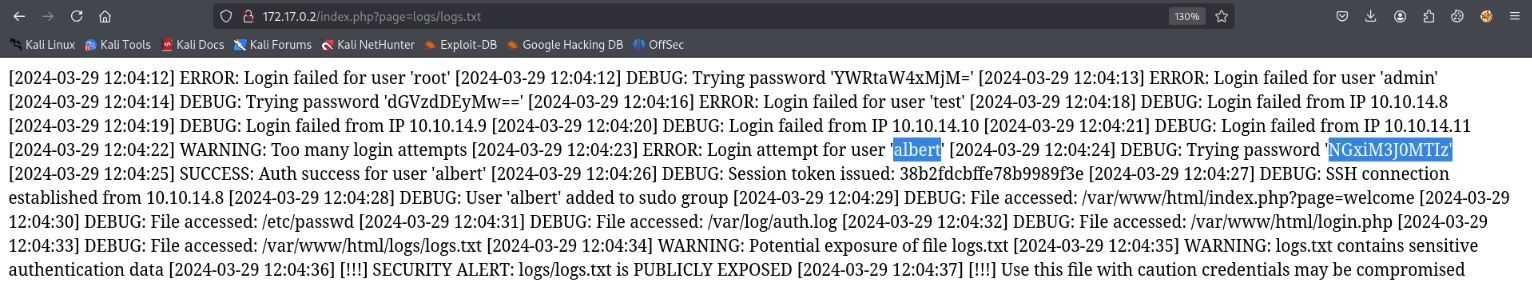 172.17.0.2/index.php?page=logs/logs.txt
130%
Kali Linux Kali Tools Kali Docs Kali Forums Kali NetHunter Exploit-DB Google Hacking DB OffSec
[2024-03-29 12:04:12] ERROR: Login failed for user 'root' [2024-03-29 12:04:12] DEBUG: Trying password 'YWRtaW4xMjM=' [2024-03-29 12:04:13] ERROR: Login failed for user 'admin'
[2024-03-29 12:04:14] DEBUG: Trying password 'dGVzdDEyMw==' [2024-03-29 12:04:16] ERROR: Login failed for user 'test' [2024-03-29 12:04:18] DEBUG: Login failed from IP 10.10.14.8
[2024-03-29 12:04:19] DEBUG: Login failed from IP 10.10.14.9 [2024-03-29 12:04:20] DEBUG: Login failed from IP 10.10.14.10 [2024-03-29 12:04:21] DEBUG: Login failed from IP 10.10.14.11
[2024-03-29 12:04:22] WARNING: Too many login attempts [2024-03-29 12:04:23] ERROR: Login attempt for user 'albert' [2024-03-29 12:04:24] DEBUG: Trying password 'NGxiM3J0MTIz'
[2024-03-29 12:04:25] SUCCESS: Auth success for user 'albert' [2024-03-29 12:04:26] DEBUG: Session token issued: 38b2fdcbffe78b9989f3e [2024-03-29 12:04:27] DEBUG: SSH connection
established from 10.10.14.8 [2024-03-29 12:04:28] DEBUG: User 'albert' added to sudo group [2024-03-29 12:04:29] DEBUG: File accessed: /var/www/html/index.php?page=welcome [2024-03-29
12:04:30] DEBUG: File accessed: /etc/passwd [2024-03-29 12:04:31] DEBUG: File accessed: /var/log/auth.log [2024-03-29 12:04:32] DEBUG: File accessed: /var/www/html/login.php [2024-03-29
12:04:33] DEBUG: File accessed: /var/www/html/logs/logs.txt [2024-03-29 12:04:34] WARNING: Potential exposure of file logs.txt [2024-03-29 12:04:35] WARNING: logs.txt contains sensitive
authentication data [2024-03-29 12:04:36] [!!!] SECURITY ALERT: logs/logs.txt is PUBLICLY EXPOSED [2024-03-29 12:04:37] [!!!] Use this file with caution credentials may be compromised